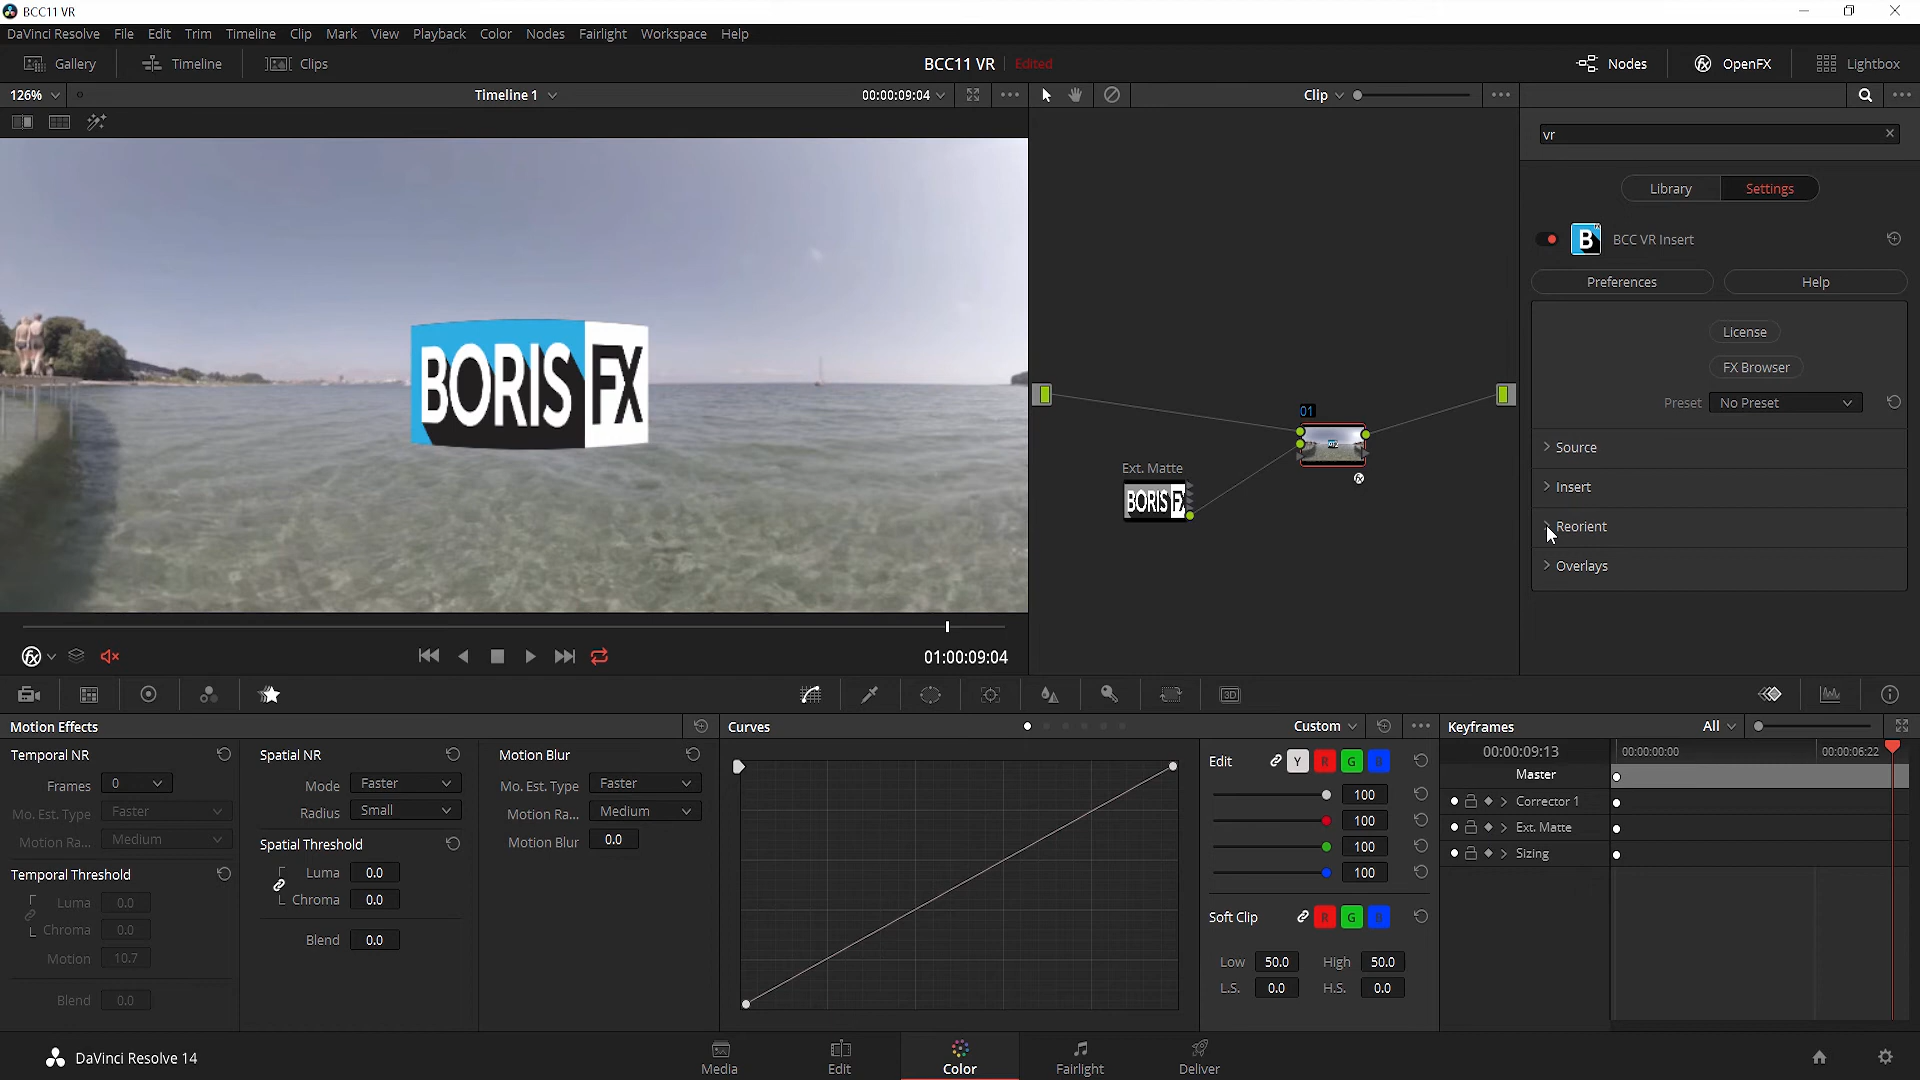 BCC11 VR
DaVinci Resolve File Edit Trim Timeline Clip Mark View Playback Color Nodes Fairlight Workspace Help
Gallery Timeline Clips BCC11 VR Edited Nodes OpenFX Lightbox
126% Timeline 1 00:00:09:04 Clip
vr
Library Settings
BCC VR Insert
Preferences Help
License
FX Browser
Preset No Preset
Source
Insert
Reorient
Overlays
BORIS FX
01
Ext. Matte
BORIS FX
01:00:09:04
Motion Effects
Temporal NR
Frames 0
Mo. Est. Type Faster
Motion Ra... Medium
Temporal Threshold
Luma 0.0
Chroma 0.0
Motion 10.7
Blend 0.0
Spatial NR
Mode Faster
Radius Small
Spatial Threshold
Luma 0.0
Chroma 0.0
Blend 0.0
Motion Blur
Mo. Est. Type Faster
Motion Ra... Medium
Motion Blur 0.0
Curves Custom
Edit Y R G B
100
100
100
100
Soft Clip R G B
Low 50.0 High 50.0
L.S. 0.0 H.S. 0.0
Keyframes All
00:00:09:13 00:00:00:00 00:00:06:22
Master
Corrector 1
Ext. Matte
Sizing
DaVinci Resolve 14
Media Edit Color Fairlight Deliver